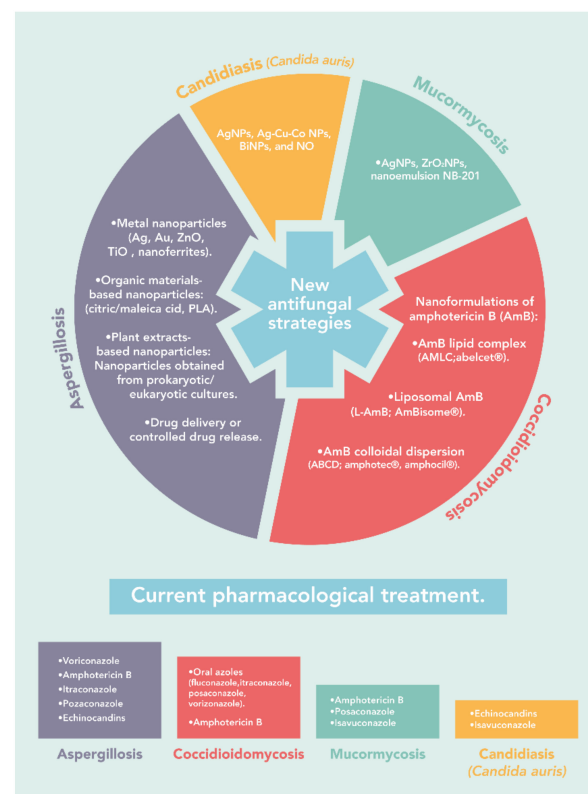 Candidiasis (Candida auris)
AgNPs, Ag-Cu-Co NPs,
BiNPs, and NO
Mucormycosis
•AgNPs, ZrO₂NPs,
nanoemulsion NB-201
Aspergillosis
•Metal nanoparticles
(Ag, Au, ZnO,
TiO , nanoferrites).
•Organic materials-
based nanoparticles:
(citric/maleica cid, PLA).
•Plant extracts-
based nanoparticles:
Nanoparticles obtained
from prokaryotic/
eukaryotic cultures.
•Drug delivery or
controlled drug release.
New
antifungal
strategies
Nanoformulations of
amphotericin B (AmB):
•AmB lipid complex
(AMLC;abelcet®).
•Liposomal AmB
(L-AmB; AmBisome®).
•AmB colloidal dispersion
(ABCD; amphotec®, amphocil®).
Coccidioidomycosis
Current pharmacological treatment.
•Voriconazole
•Amphotericin B
•Itraconazole
•Pozaconazole
•Echinocandins
Aspergillosis
•Oral azoles
(fluconazole,itraconazole,
posaconazole,
vorizonazole).
•Amphotericin B
Coccidioidomycosis
•Amphotericin B
•Posaconazole
•Isavuconazole
Mucormycosis
•Echinocandins
•Isavuconazole
Candidiasis
(Candida auris)